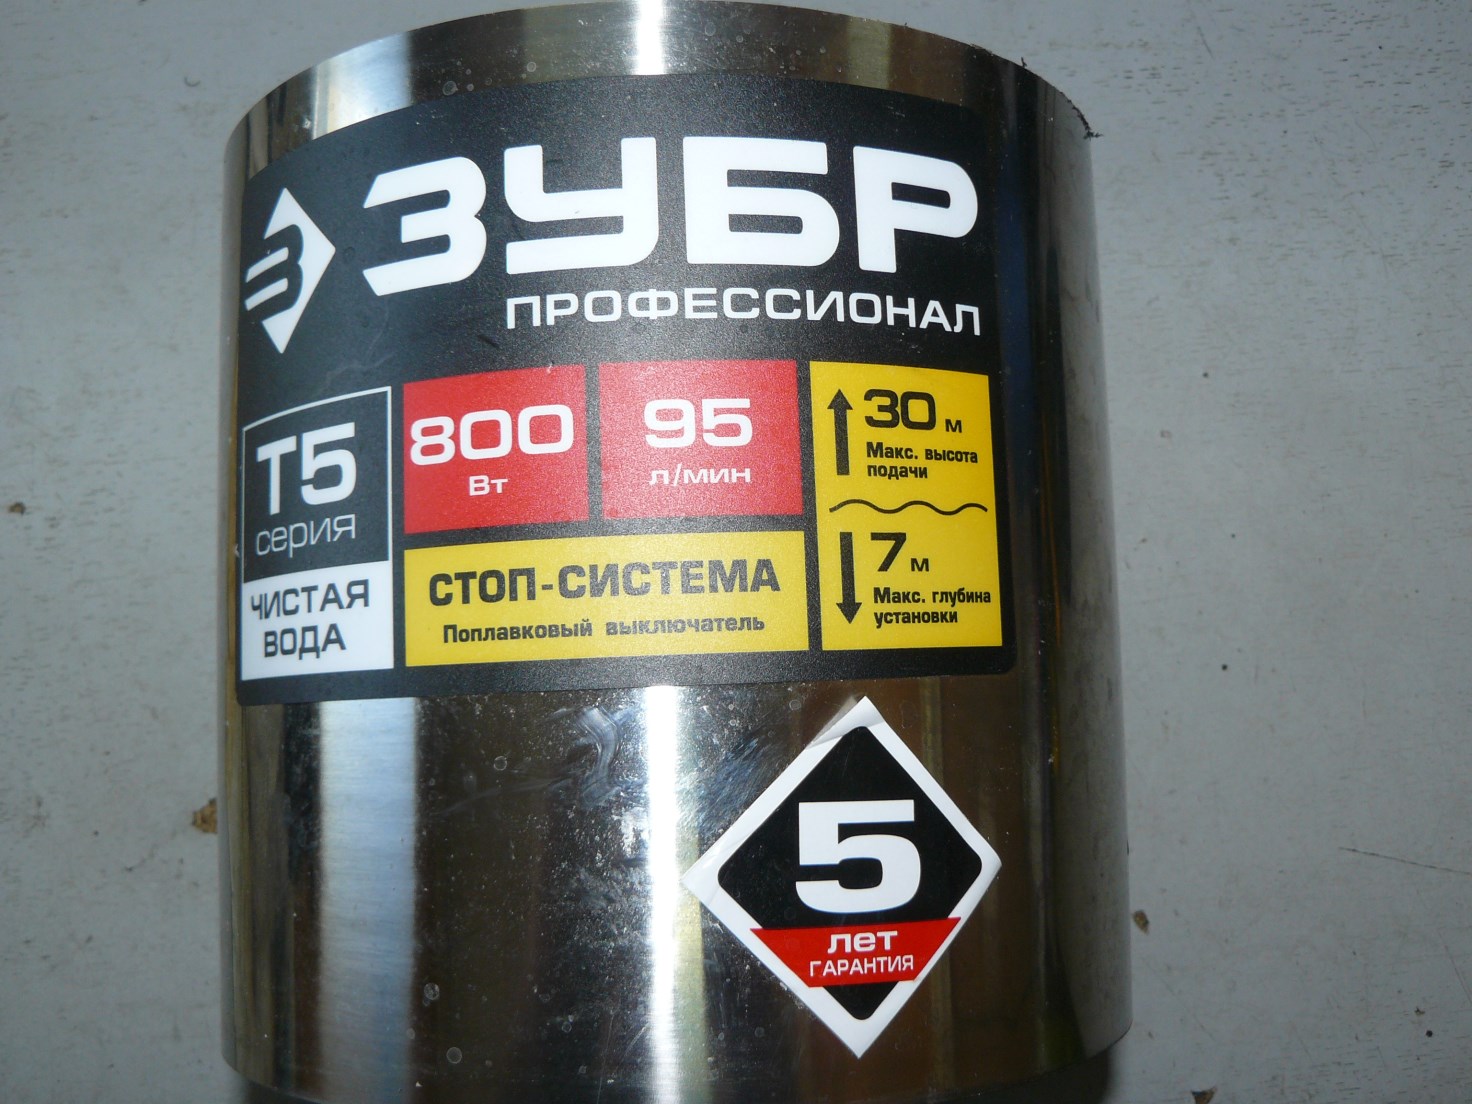 ЗУБР
ПРОФЕССИОНАЛ
Т5
серия
ЧИСТАЯ
ВОДА
800
Вт
95
л/мин
СТОП-СИСТЕМА
Поплавковый выключатель
30 м
Макс. высота
подачи
7 м
Макс. глубина
установки
5
лет
ГАРАНТИЯ